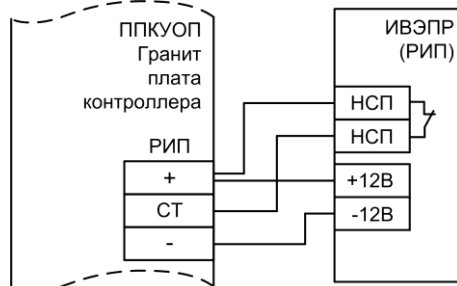 ППКУОП
Гранит
плата
контроллера
РИП
+
СТ
-
ИВЭПР
(РИП)
НСП
НСП
+12В
-12В